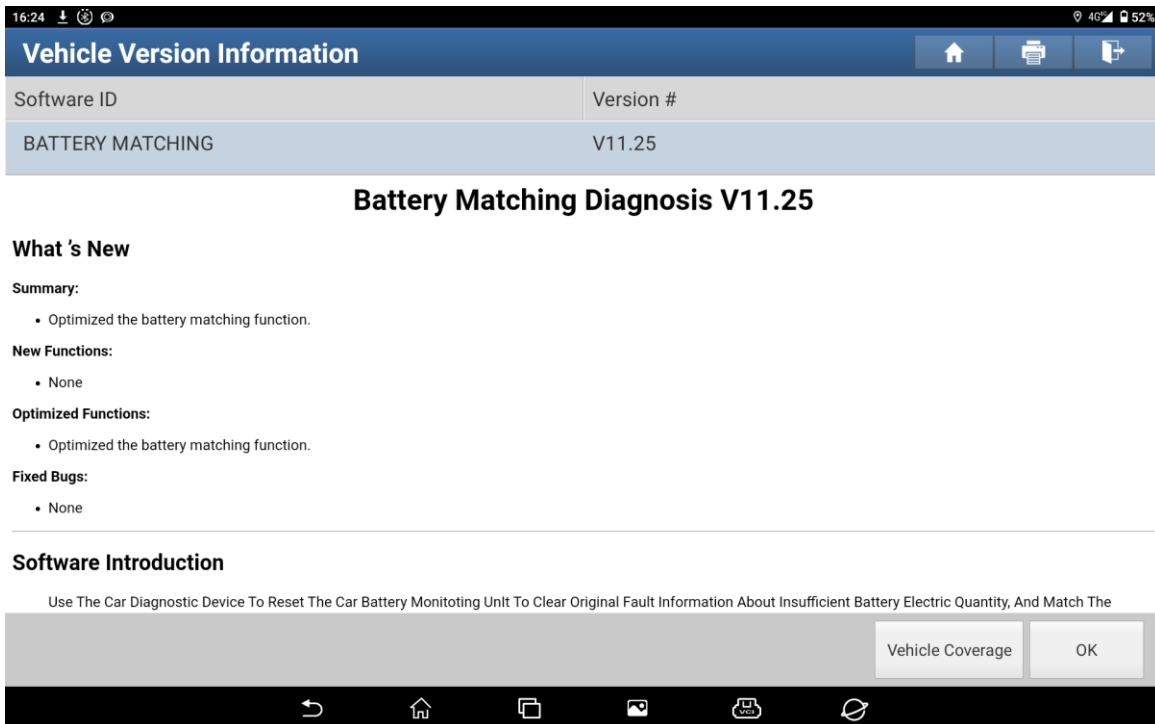 16:24 4G 52%
Vehicle Version Information
Software ID Version #
BATTERY MATCHING V11.25
Battery Matching Diagnosis V11.25
What 's New
Summary:
• Optimized the battery matching function.
New Functions:
• None
Optimized Functions:
• Optimized the battery matching function.
Fixed Bugs:
• None
Software Introduction
Use The Car Diagnostic Device To Reset The Car Battery Monitoting UnIt To Clear Original Fault Information About Insufficient Battery Electric Quantity, And Match The
Vehicle Coverage OK
VCI